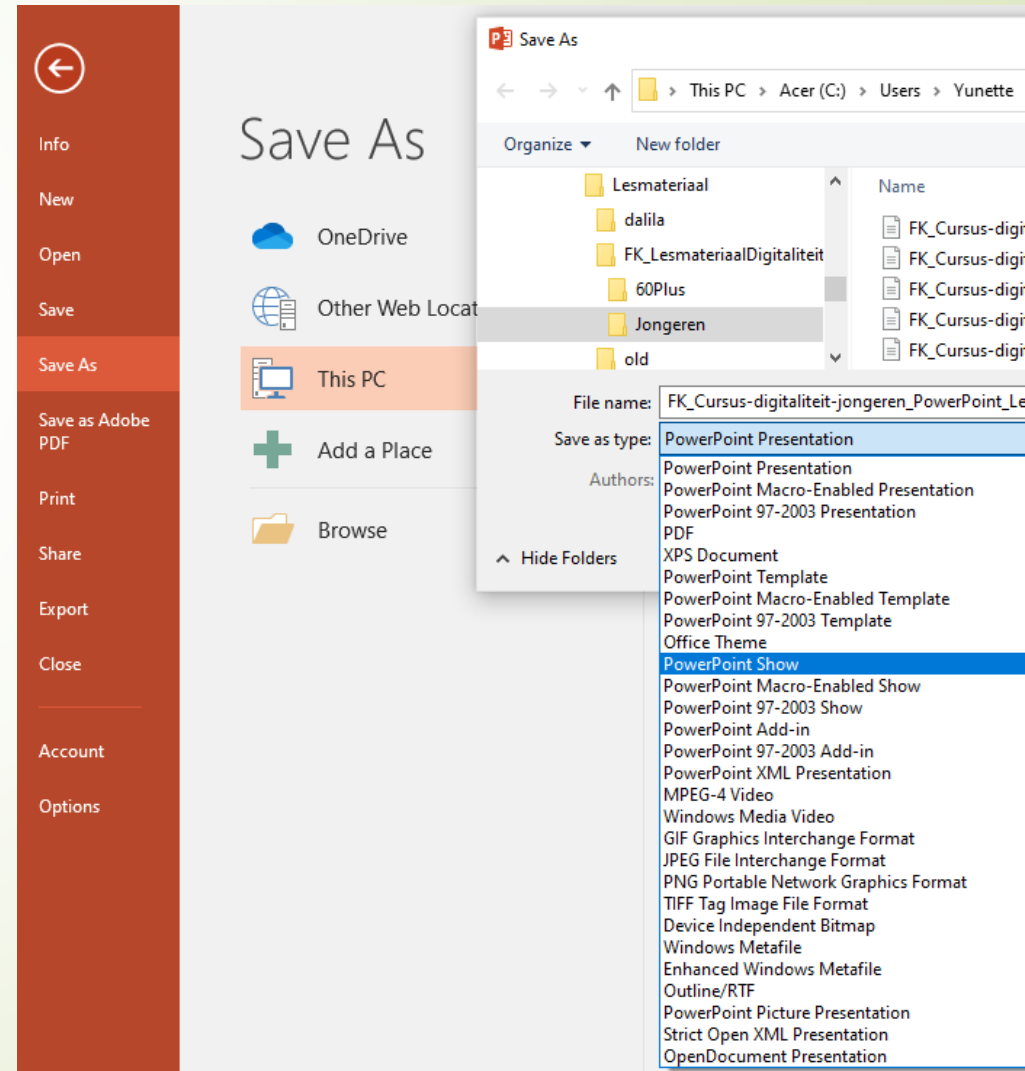 Info
New
Open
Save
Save As
Save as Adobe
PDF
Print
Share
Export
Close
Account
Options
Save As
OneDrive
Other Web Locat
This PC
Add a Place
Browse
Save As
This PC > Acer (C:) > Users > Yunette
Organize
New folder
Lesmateriaal
dalila
FK_LesmateriaalDigitaliteit
60Plus
Jongeren
old
Name
FK_Cursus-digit
FK_Cursus-digit
FK_Cursus-digit
FK_Cursus-digit
FK_Cursus-digit
File name: FK_Cursus-digitaliteit-jongeren_PowerPoint_Le
Save as type: PowerPoint Presentation
Authors:
Hide Folders
PowerPoint Presentation
PowerPoint Macro-Enabled Presentation
PowerPoint 97-2003 Presentation
PDF
XPS Document
PowerPoint Template
PowerPoint Macro-Enabled Template
PowerPoint 97-2003 Template
Office Theme
PowerPoint Show
PowerPoint Macro-Enabled Show
PowerPoint 97-2003 Show
PowerPoint Add-in
PowerPoint 97-2003 Add-in
PowerPoint XML Presentation
MPEG-4 Video
Windows Media Video
GIF Graphics Interchange Format
JPEG File Interchange Format
PNG Portable Network Graphics Format
TIFF Tag Image File Format
Device Independent Bitmap
Windows Metafile
Enhanced Windows Metafile
Outline/RTF
PowerPoint Picture Presentation
Strict Open XML Presentation
OpenDocument Presentation